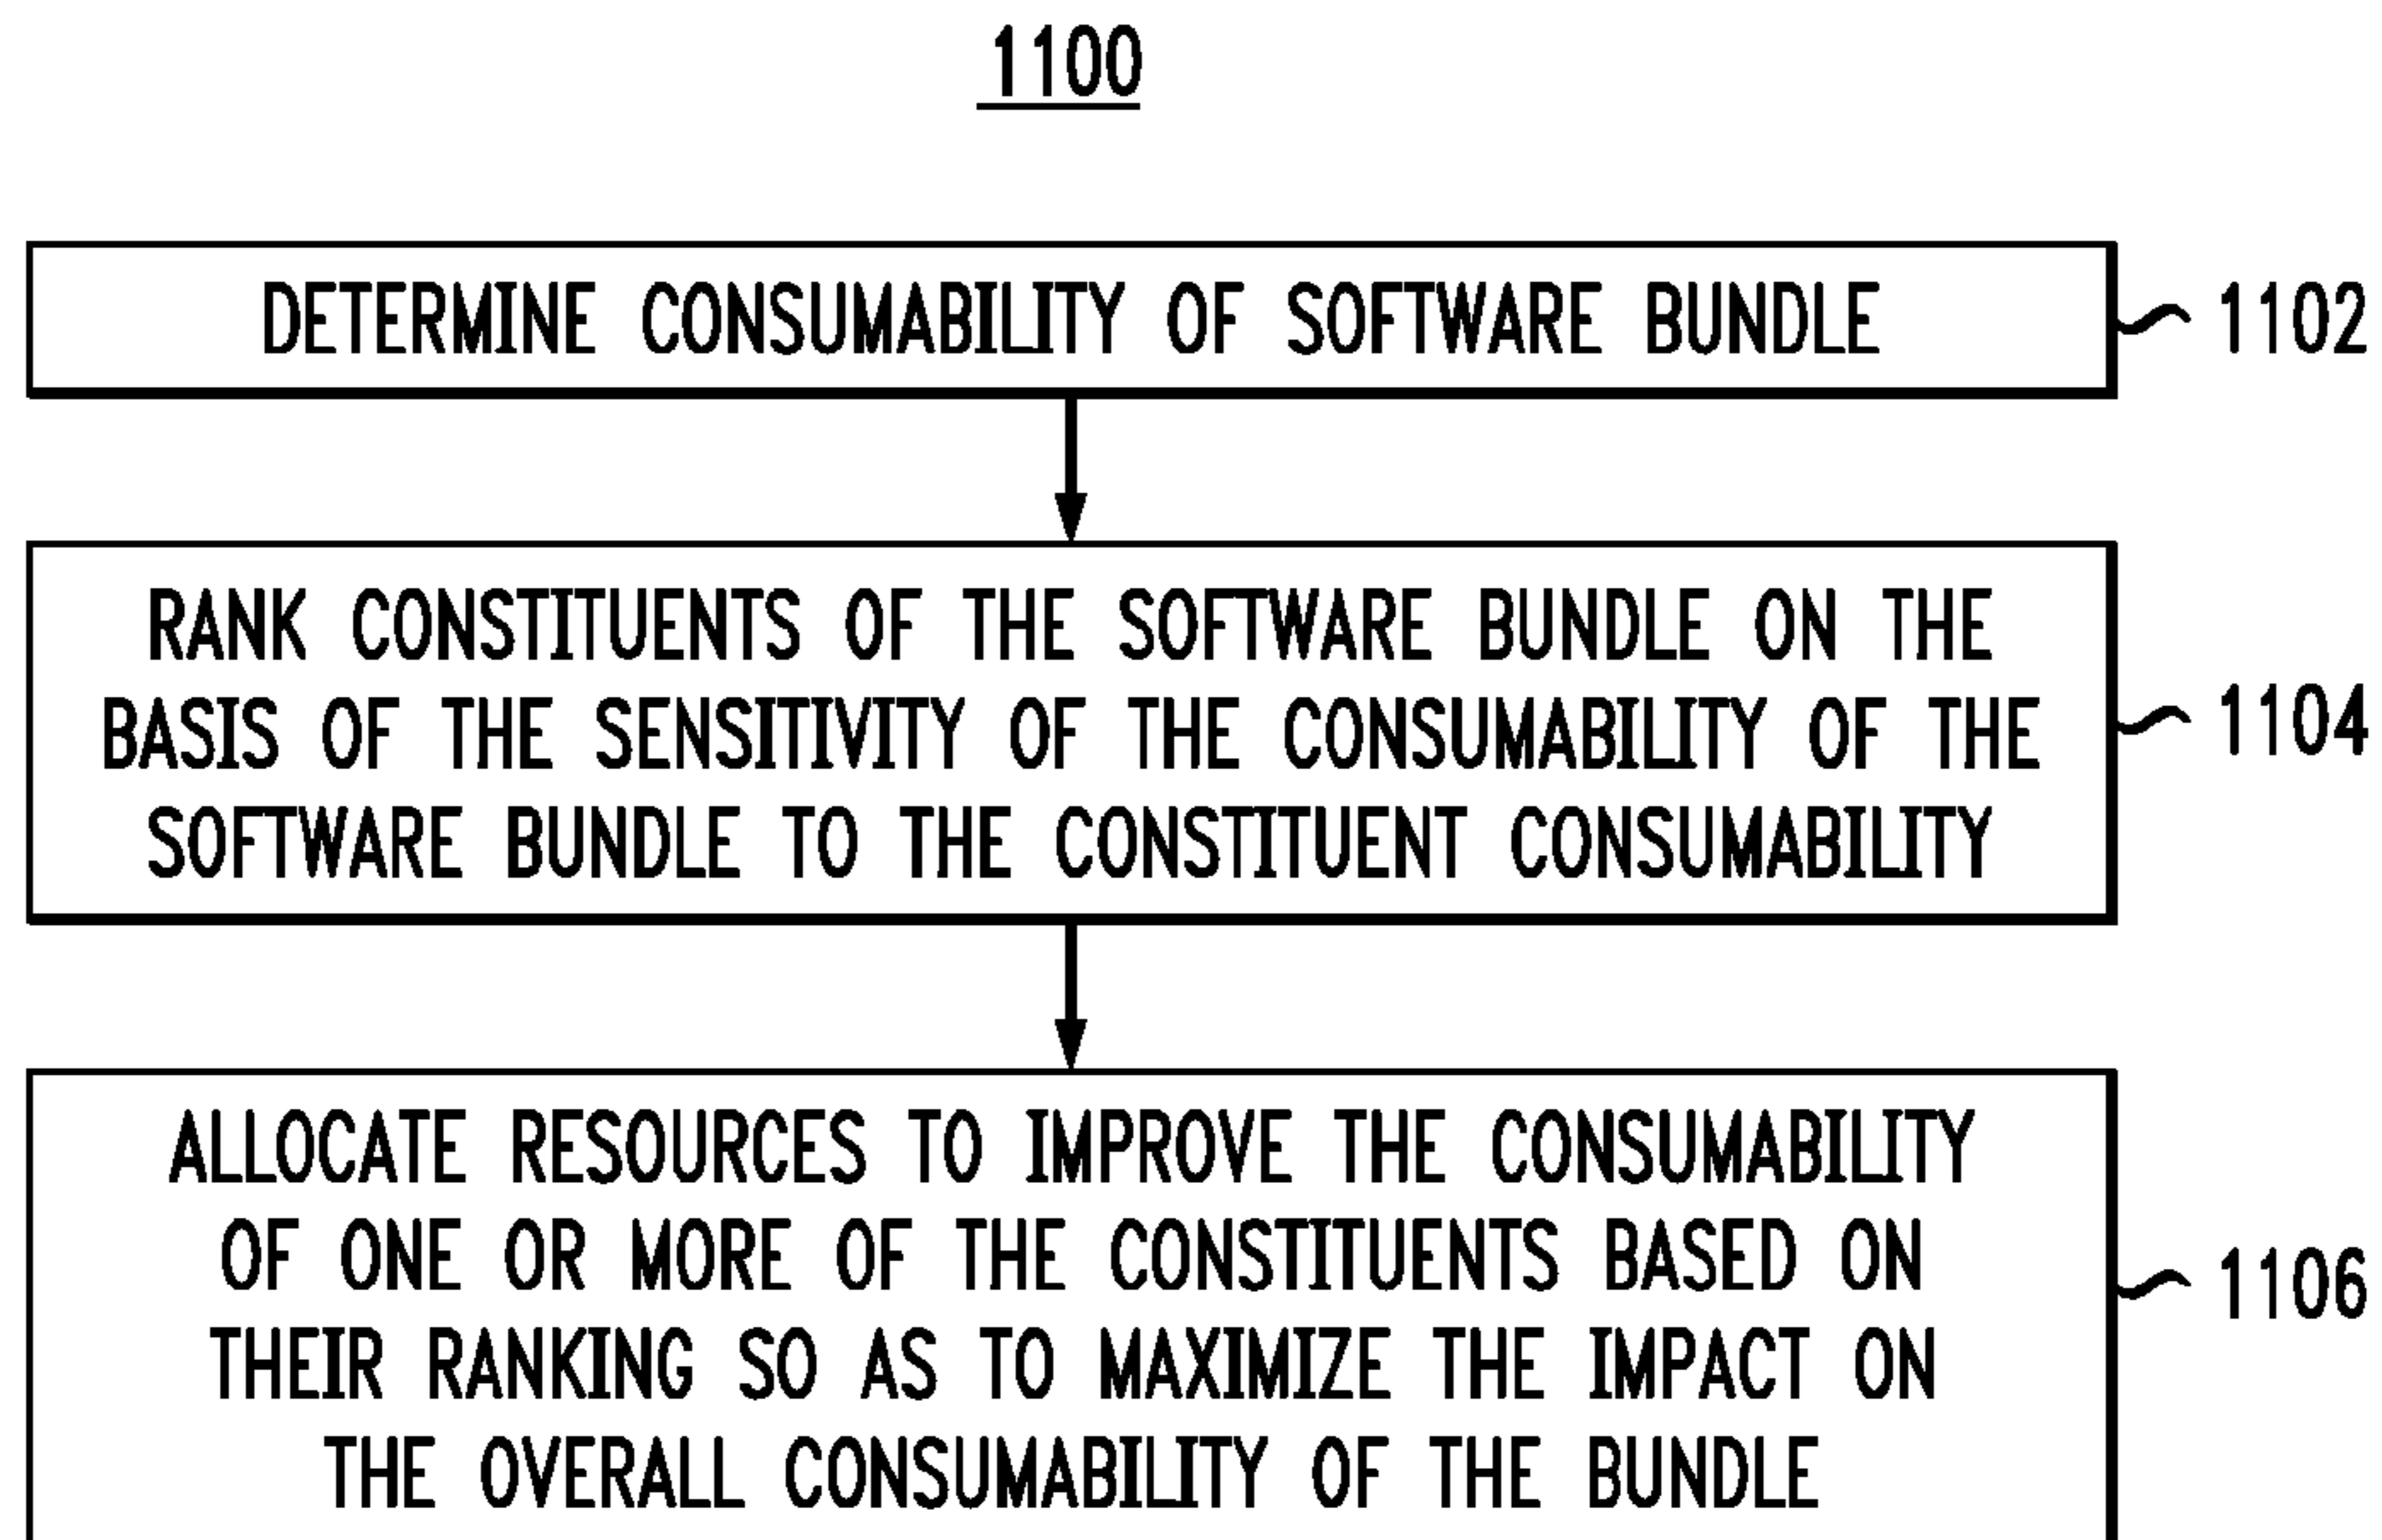 1100
DETERMINE CONSUMABILITY OF SOFTWARE BUNDLE
1102
RANK CONSTITUENTS OF THE SOFTWARE BUNDLE ON THE
BASIS OF THE SENSITIVITY OF THE CONSUMABILITY OF THE
SOFTWARE BUNDLE TO THE CONSTITUENT CONSUMABILITY
1104
ALLOCATE RESOURCES TO IMPROVE THE CONSUMABILITY
OF ONE OR MORE OF THE CONSTITUENTS BASED ON
THEIR RANKING SO AS TO MAXIMIZE THE IMPACT ON
THE OVERALL CONSUMABILITY OF THE BUNDLE
1106